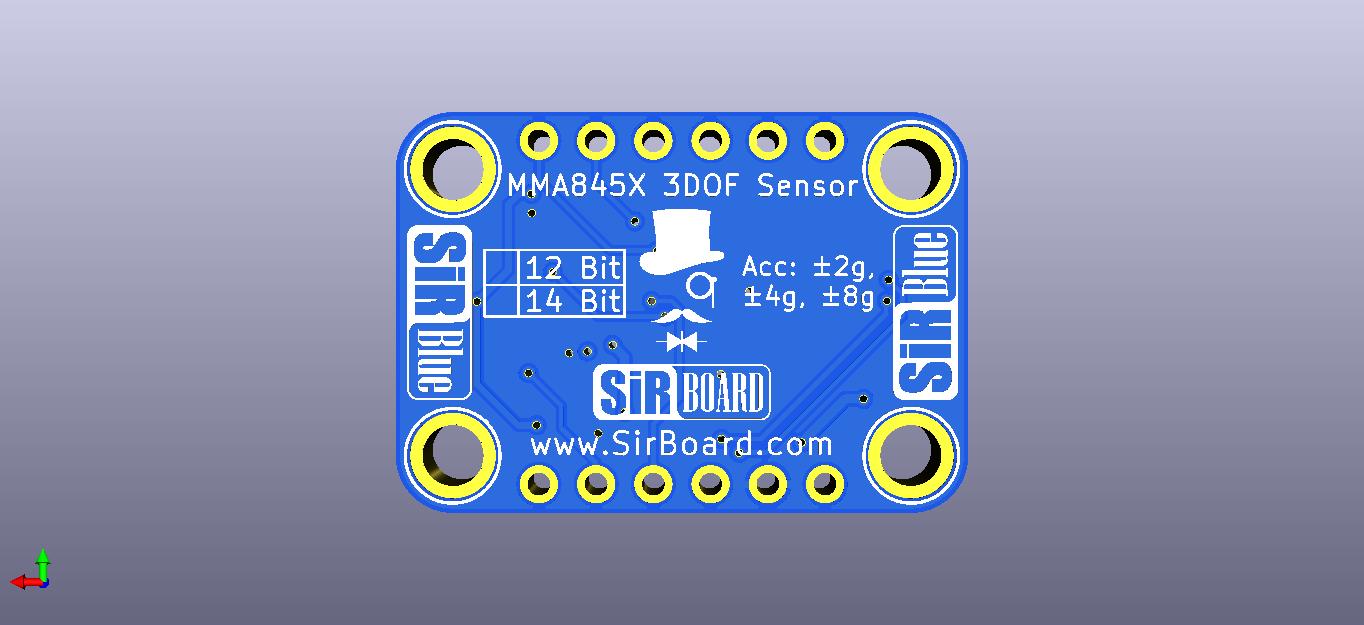 MMA845X 3DOF Sensor
SiR Blue
12 Bit
14 Bit
Acc: ±2g,
±4g, ±8g
SiR Blue
SiR BOARD
www.SirBoard.com